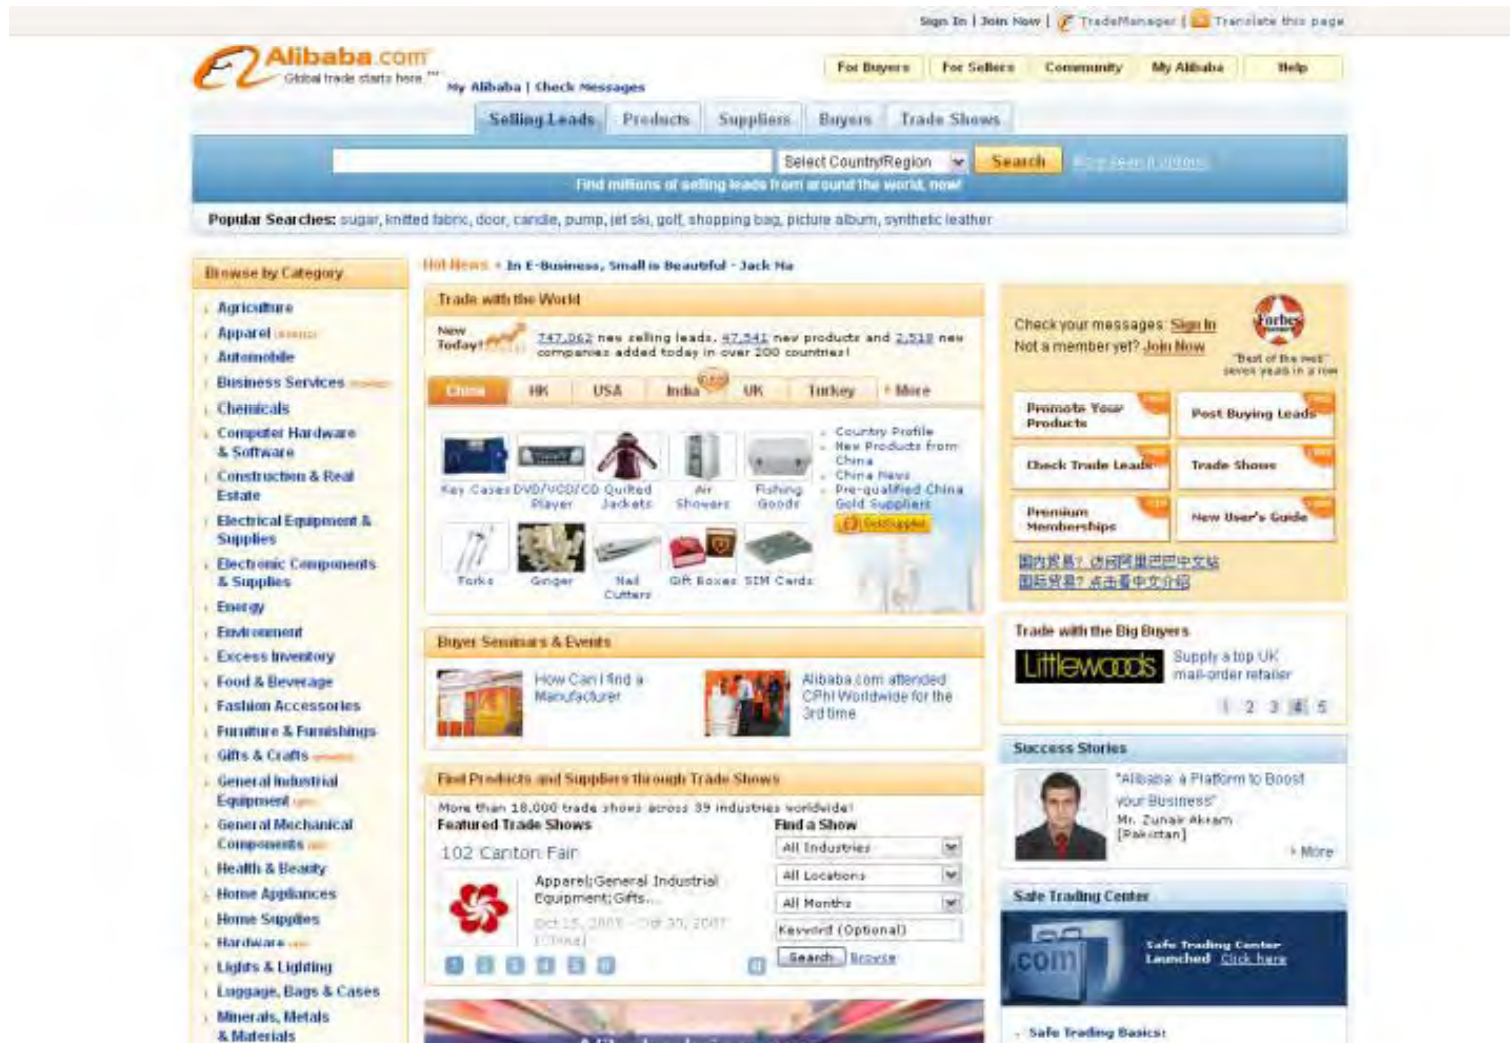 Sign In | Join Now | TradeManager | Translate this page
Alibaba.com
Global trade starts here.™
My Alibaba | Check Messages
For Buyers
For Sellers
Community
My Alibaba
Help
Selling Leads
Products
Suppliers
Buyers
Trade Shows
Select Country/Region
Search
Find millions of selling leads from around the world, now!
Popular Searches: sugar, knitted fabric, door, candle, pump, jet ski, golf, shopping bag, picture album, synthetic leather
Browse by Category
Agriculture
Apparel
Automobile
Business Services
Chemicals
Computer Hardware
& Software
Construction & Real
Estate
Electrical Equipment &
Supplies
Electronic Components
& Supplies
Energy
Environment
Excess Inventory
Food & Beverage
Fashion Accessories
Furniture & Furnishings
Gifts & Crafts
General Industrial
Equipment
General Mechanical
Components
Health & Beauty
Home Appliances
Home Supplies
Hardware
Lights & Lighting
Luggage, Bags & Cases
Minerals, Metals
& Materials
Hot News • In E-Business, Small is Beautiful - Jack Ma
Trade with the World
New
Today!
747,062 new selling leads, 47,541 new products and 2,518 new
companies added today in over 200 countries!
China
HK
USA
India
UK
Turkey
More
Key Cases
DVD/VCD/CD
Player
Quilted
Jackets
Air
Showers
Fishing
Goods
Forks
Ginger
Nail
Cutters
Gift Boxes
SIM Cards
Country Profile
New Products from
China
China News
Pre-qualified China
Gold Suppliers
GoldSupplier
Buyer Seminars & Events
How Can I find a
Manufacturer
Alibaba.com attended
CPhI Worldwide for the
3rd time
Find Products and Suppliers through Trade Shows
More than 18,000 trade shows across 39 industries worldwide!
Featured Trade Shows
102 Canton Fair
Apparel;General Industrial
Equipment;Gifts...
Oct 15, 2007 - Oct 30, 2007
[China]
1 2 3 4 5 6
Find a Show
All Industries
All Locations
All Months
Keyword (Optional)
Search Browse
Check your messages: Sign In
Not a member yet? Join Now
Forbes
"Best of the web"
seven years in a row
Promote Your
Products
Post Buying Leads
Check Trade Leads
Trade Shows
Premium
Memberships
New User's Guide
国内贸易? 访问阿里巴巴中文站
国际贸易? 点击看中文介绍
Trade with the Big Buyers
Littlewoods
Supply a top UK
mail-order retailer
1 2 3 4 5
Success Stories
"Alibaba: a Platform to Boost
your Business"
Mr. Zunair Akram
[Pakistan]
More
Safe Trading Center
.com
Safe Trading Center
Launched Click here
Safe Trading Basics: